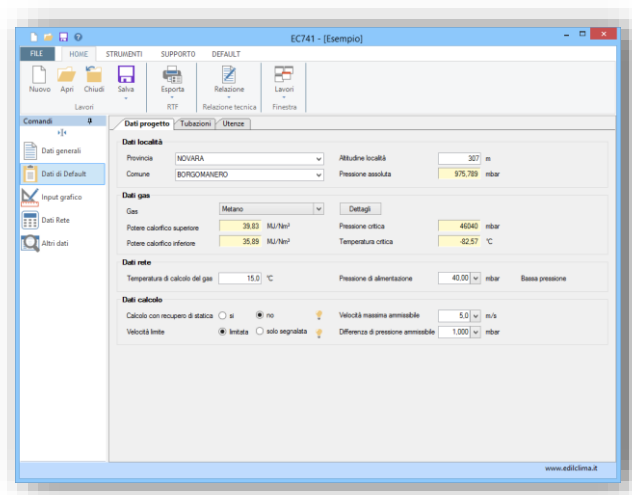 EC741 - [Esempio]
FILE HOME STRUMENTI SUPPORTO DEFAULT
Nuovo Apri Chiudi Salva Esporta Relazione Lavori
Lavori RTF Relazione tecnica Finestra
Comandi
Dati generali
Dati di Default
Input grafico
Dati Rete
Altri dati
Dati progetto Tubazioni Utenze
Dati località
Provincia NOVARA Altitudine località 307 m
Comune BORGOMANERO Pressione assoluta 975,789 mbar
Dati gas
Gas Metano Dettagli
Potere calorifico superiore 39,83 MJ/Nm³ Pressione critica 46040 mbar
Potere calorifico inferiore 35,89 MJ/Nm³ Temperatura critica -82,57 °C
Dati rete
Temperatura di calcolo del gas 15,0 °C Pressione di alimentazione 40,00 mbar Bassa pressione
Dati calcolo
Calcolo con recupero di statica si no Velocità massima ammissibile 5,0 m/s
Velocità limite limitata solo segnalata Differenza di pressione ammissibile 1,000 mbar
www.edilclima.it